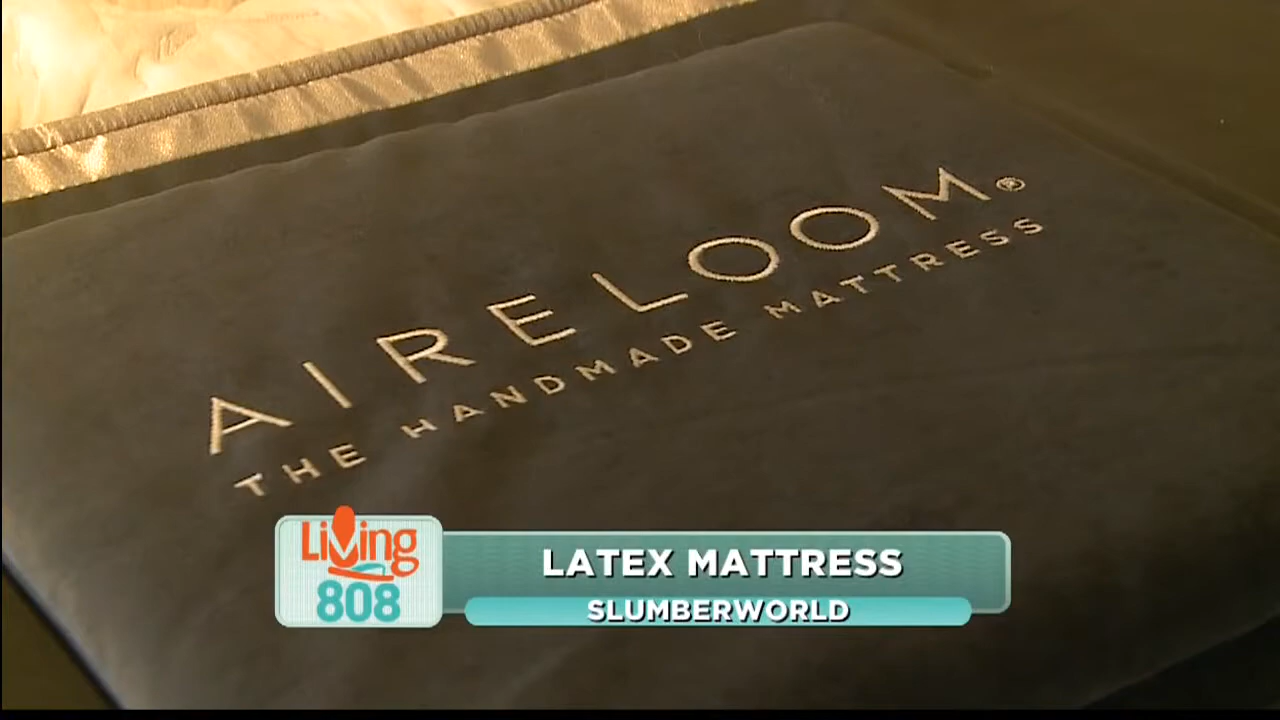 AIRELOOM®
THE HANDMADE MATTRESS
Living
808
LATEX MATTRESS
SLUMBERWORLD